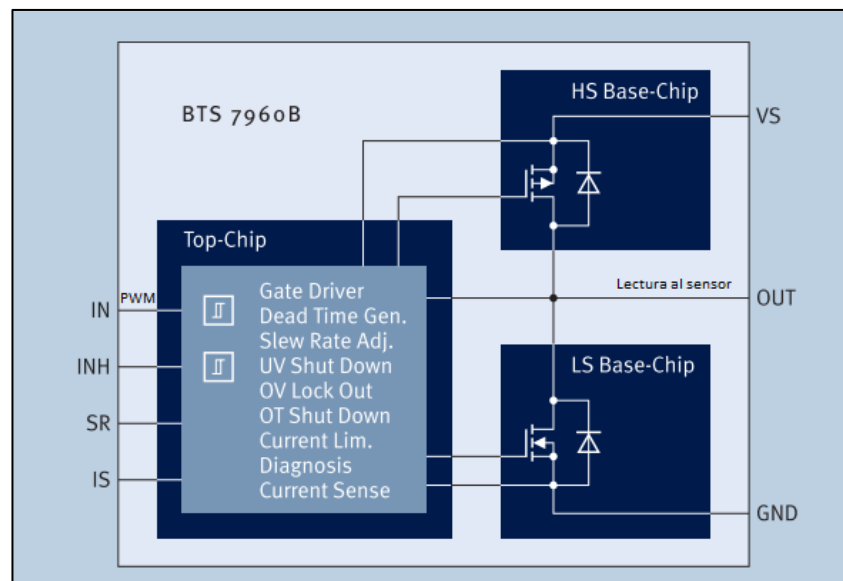 BTS 7960B
HS Base-Chip
VS
Top-Chip
Gate Driver
Dead Time Gen.
Slew Rate Adj.
UV Shut Down
OV Lock Out
OT Shut Down
Current Lim.
Diagnosis
Current Sense
IN
PWM
INH
SR
IS
Lectura al sensor
OUT
LS Base-Chip
GND